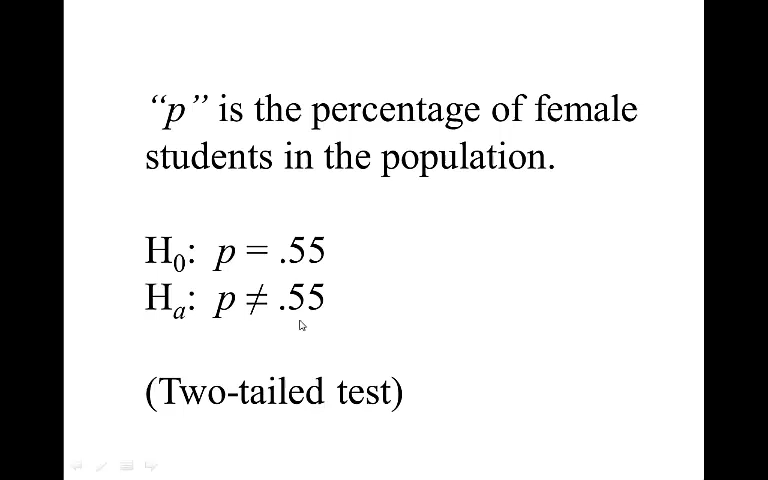 “p” is the percentage of female
students in the population.
H₀: p = .55
Hₐ: p ≠ .55
(Two-tailed test)